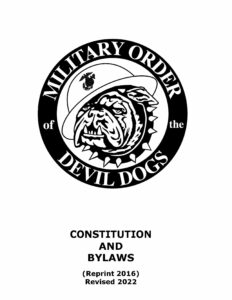 MILITARY ORDER
of the
DEVIL DOGS
CONSTITUTION
AND
BYLAWS
(Reprint 2016)
Revised 2022